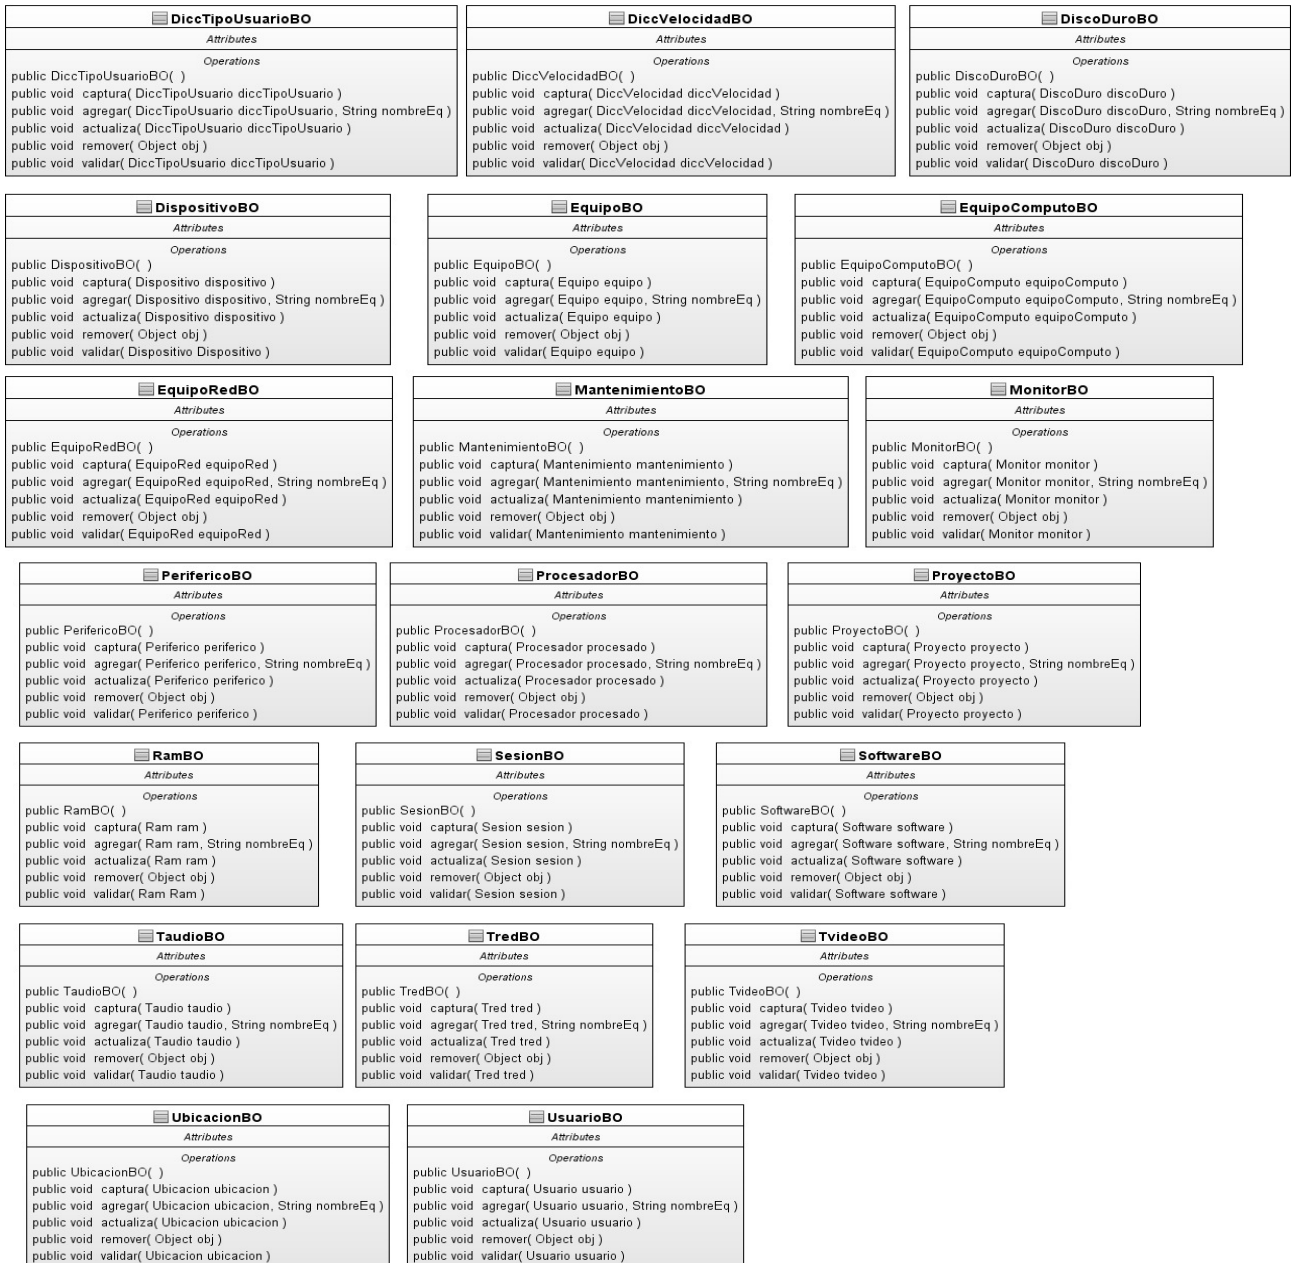 DiccTipoUsuarioBO
Attributes
Operations
public DiccTipoUsuarioBO( )
public void captura( DiccTipoUsuario diccTipoUsuario )
public void agregar( DiccTipoUsuario diccTipoUsuario, String nombreEq )
public void actualiza( DiccTipoUsuario diccTipoUsuario )
public void remover( Object obj )
public void validar( DiccTipoUsuario diccTipoUsuario )
DiccVelocidadBO
Attributes
Operations
public DiccVelocidadBO( )
public void captura( DiccVelocidad diccVelocidad )
public void agregar( DiccVelocidad diccVelocidad, String nombreEq )
public void actualiza( DiccVelocidad diccVelocidad )
public void remover( Object obj )
public void validar( DiccVelocidad diccVelocidad )
DiscoDuroBO
Attributes
Operations
public DiscoDuroBO( )
public void captura( DiscoDuro discoDuro )
public void agregar( DiscoDuro discoDuro, String nombreEq )
public void actualiza( DiscoDuro discoDuro )
public void remover( Object obj )
public void validar( DiscoDuro discoDuro )
DispositivoBO
Attributes
Operations
public DispositivoBO( )
public void captura( Dispositivo dispositivo )
public void agregar( Dispositivo dispositivo, String nombreEq )
public void actualiza( Dispositivo dispositivo )
public void remover( Object obj )
public void validar( Dispositivo Dispositivo )
EquipoBO
Attributes
Operations
public EquipoBO( )
public void captura( Equipo equipo )
public void agregar( Equipo equipo, String nombreEq )
public void actualiza( Equipo equipo )
public void remover( Object obj )
public void validar( Equipo equipo )
EquipoComputoBO
Attributes
Operations
public EquipoComputoBO( )
public void captura( EquipoComputo equipoComputo )
public void agregar( EquipoComputo equipoComputo, String nombreEq )
public void actualiza( EquipoComputo equipoComputo )
public void remover( Object obj )
public void validar( EquipoComputo equipoComputo )
EquipoRedBO
Attributes
Operations
public EquipoRedBO( )
public void captura( EquipoRed equipoRed )
public void agregar( EquipoRed equipoRed, String nombreEq )
public void actualiza( EquipoRed equipoRed )
public void remover( Object obj )
public void validar( EquipoRed equipoRed )
MantenimientoBO
Attributes
Operations
public MantenimientoBO( )
public void captura( Mantenimiento mantenimiento )
public void agregar( Mantenimiento mantenimiento, String nombreEq )
public void actualiza( Mantenimiento mantenimiento )
public void remover( Object obj )
public void validar( Mantenimiento mantenimiento )
MonitorBO
Attributes
Operations
public MonitorBO( )
public void captura( Monitor monitor )
public void agregar( Monitor monitor, String nombreEq )
public void actualiza( Monitor monitor )
public void remover( Object obj )
public void validar( Monitor monitor )
PerifericoBO
Attributes
Operations
public PerifericoBO( )
public void captura( Periferico periferico )
public void agregar( Periferico periferico, String nombreEq )
public void actualiza( Periferico periferico )
public void remover( Object obj )
public void validar( Periferico periferico )
ProcesadorBO
Attributes
Operations
public ProcesadorBO( )
public void captura( Procesador procesado )
public void agregar( Procesador procesado, String nombreEq )
public void actualiza( Procesador procesado )
public void remover( Object obj )
public void validar( Procesador procesado )
ProyectoBO
Attributes
Operations
public ProyectoBO( )
public void captura( Proyecto proyecto )
public void agregar( Proyecto proyecto, String nombreEq )
public void actualiza( Proyecto proyecto )
public void remover( Object obj )
public void validar( Proyecto proyecto )
RamBO
Attributes
Operations
public RamBO( )
public void captura( Ram ram )
public void agregar( Ram ram, String nombreEq )
public void actualiza( Ram ram )
public void remover( Object obj )
public void validar( Ram Ram )
SesionBO
Attributes
Operations
public SesionBO( )
public void captura( Sesion sesion )
public void agregar( Sesion sesion, String nombreEq )
public void actualiza( Sesion sesion )
public void remover( Object obj )
public void validar( Sesion sesion )
SoftwareBO
Attributes
Operations
public SoftwareBO( )
public void captura( Software software )
public void agregar( Software software, String nombreEq )
public void actualiza( Software software )
public void remover( Object obj )
public void validar( Software software )
TaudioBO
Attributes
Operations
public TaudioBO( )
public void captura( Taudio taudio )
public void agregar( Taudio taudio, String nombreEq )
public void actualiza( Taudio taudio )
public void remover( Object obj )
public void validar( Taudio taudio )
TredBO
Attributes
Operations
public TredBO( )
public void captura( Tred tred )
public void agregar( Tred tred, String nombreEq )
public void actualiza( Tred tred )
public void remover( Object obj )
public void validar( Tred tred )
TvideoBO
Attributes
Operations
public TvideoBO( )
public void captura( Tvideo tvideo )
public void agregar( Tvideo tvideo, String nombreEq )
public void actualiza( Tvideo tvideo )
public void remover( Object obj )
public void validar( Tvideo tvideo )
UbicacionBO
Attributes
Operations
public UbicacionBO( )
public void captura( Ubicacion ubicacion )
public void agregar( Ubicacion ubicacion, String nombreEq )
public void actualiza( Ubicacion ubicacion )
public void remover( Object obj )
public void validar( Ubicacion ubicacion )
UsuarioBO
Attributes
Operations
public UsuarioBO( )
public void captura( Usuario usuario )
public void agregar( Usuario usuario, String nombreEq )
public void actualiza( Usuario usuario )
public void remover( Object obj )
public void validar( Usuario usuario )